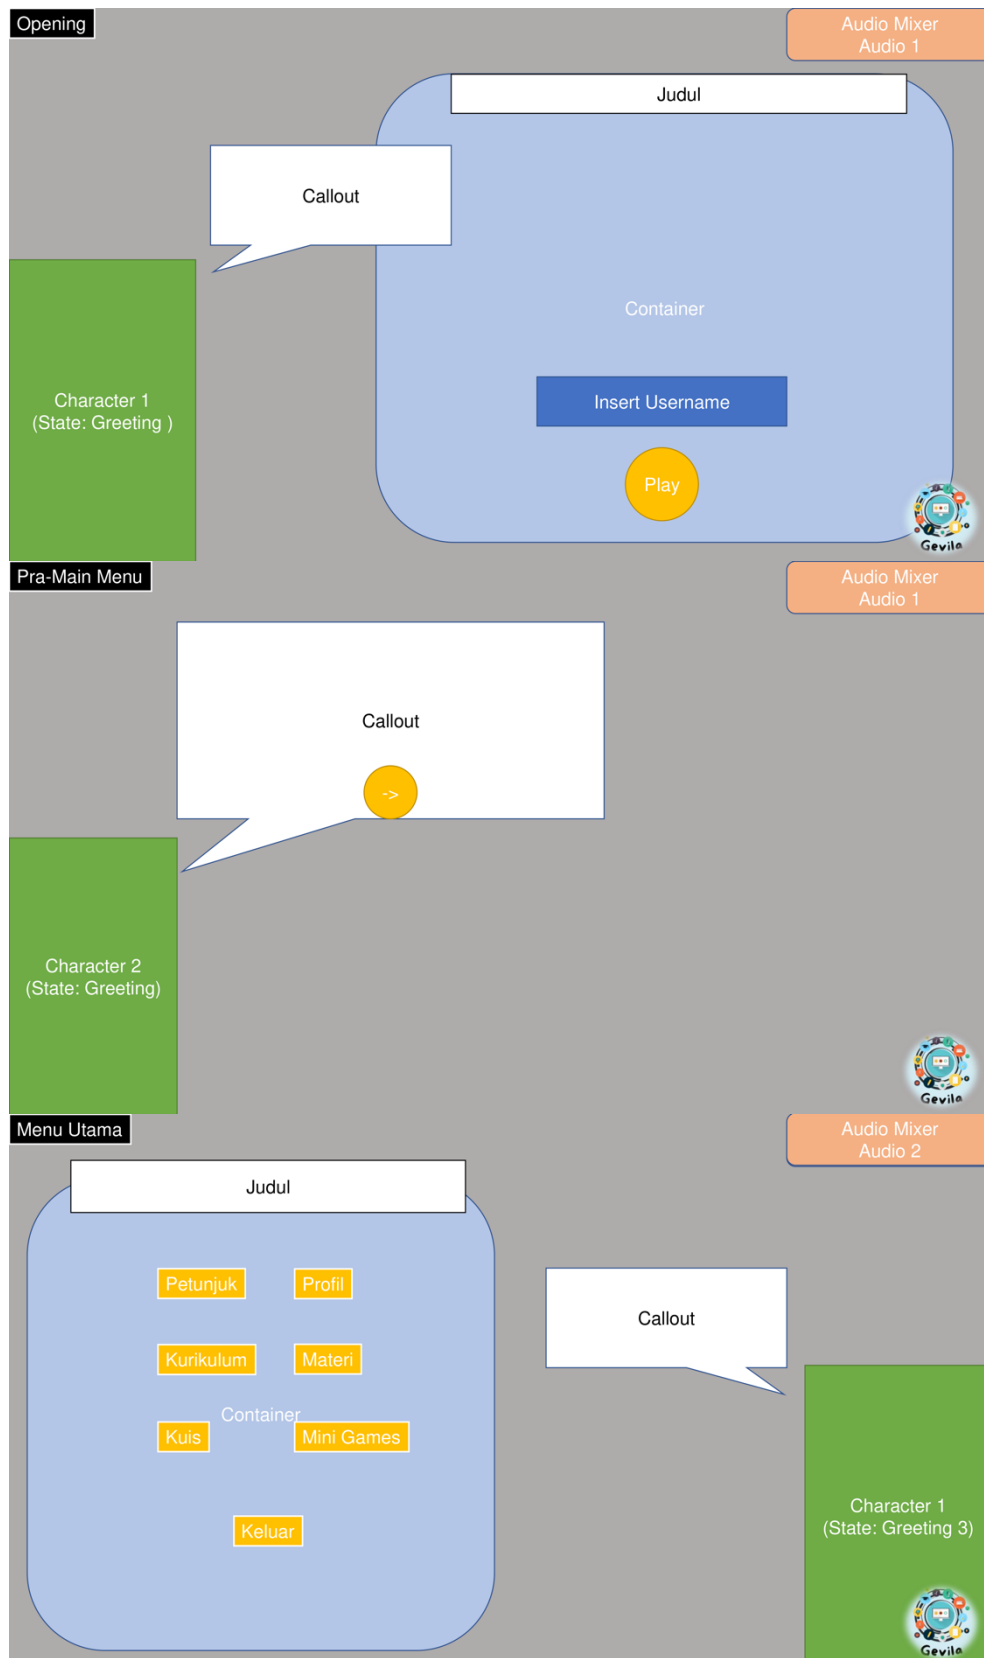 Opening
Audio Mixer
Audio 1
Judul
Callout
Container
Character 1
(State: Greeting )
Insert Username
Play
Gevila
Pra-Main Menu
Audio Mixer
Audio 1
Callout
->
Character 2
(State: Greeting)
Gevila
Menu Utama
Audio Mixer
Audio 2
Judul
Petunjuk
Profil
Callout
Kurikulum
Materi
Container
Kuis
Mini Games
Keluar
Character 1
(State: Greeting 3)
Gevila